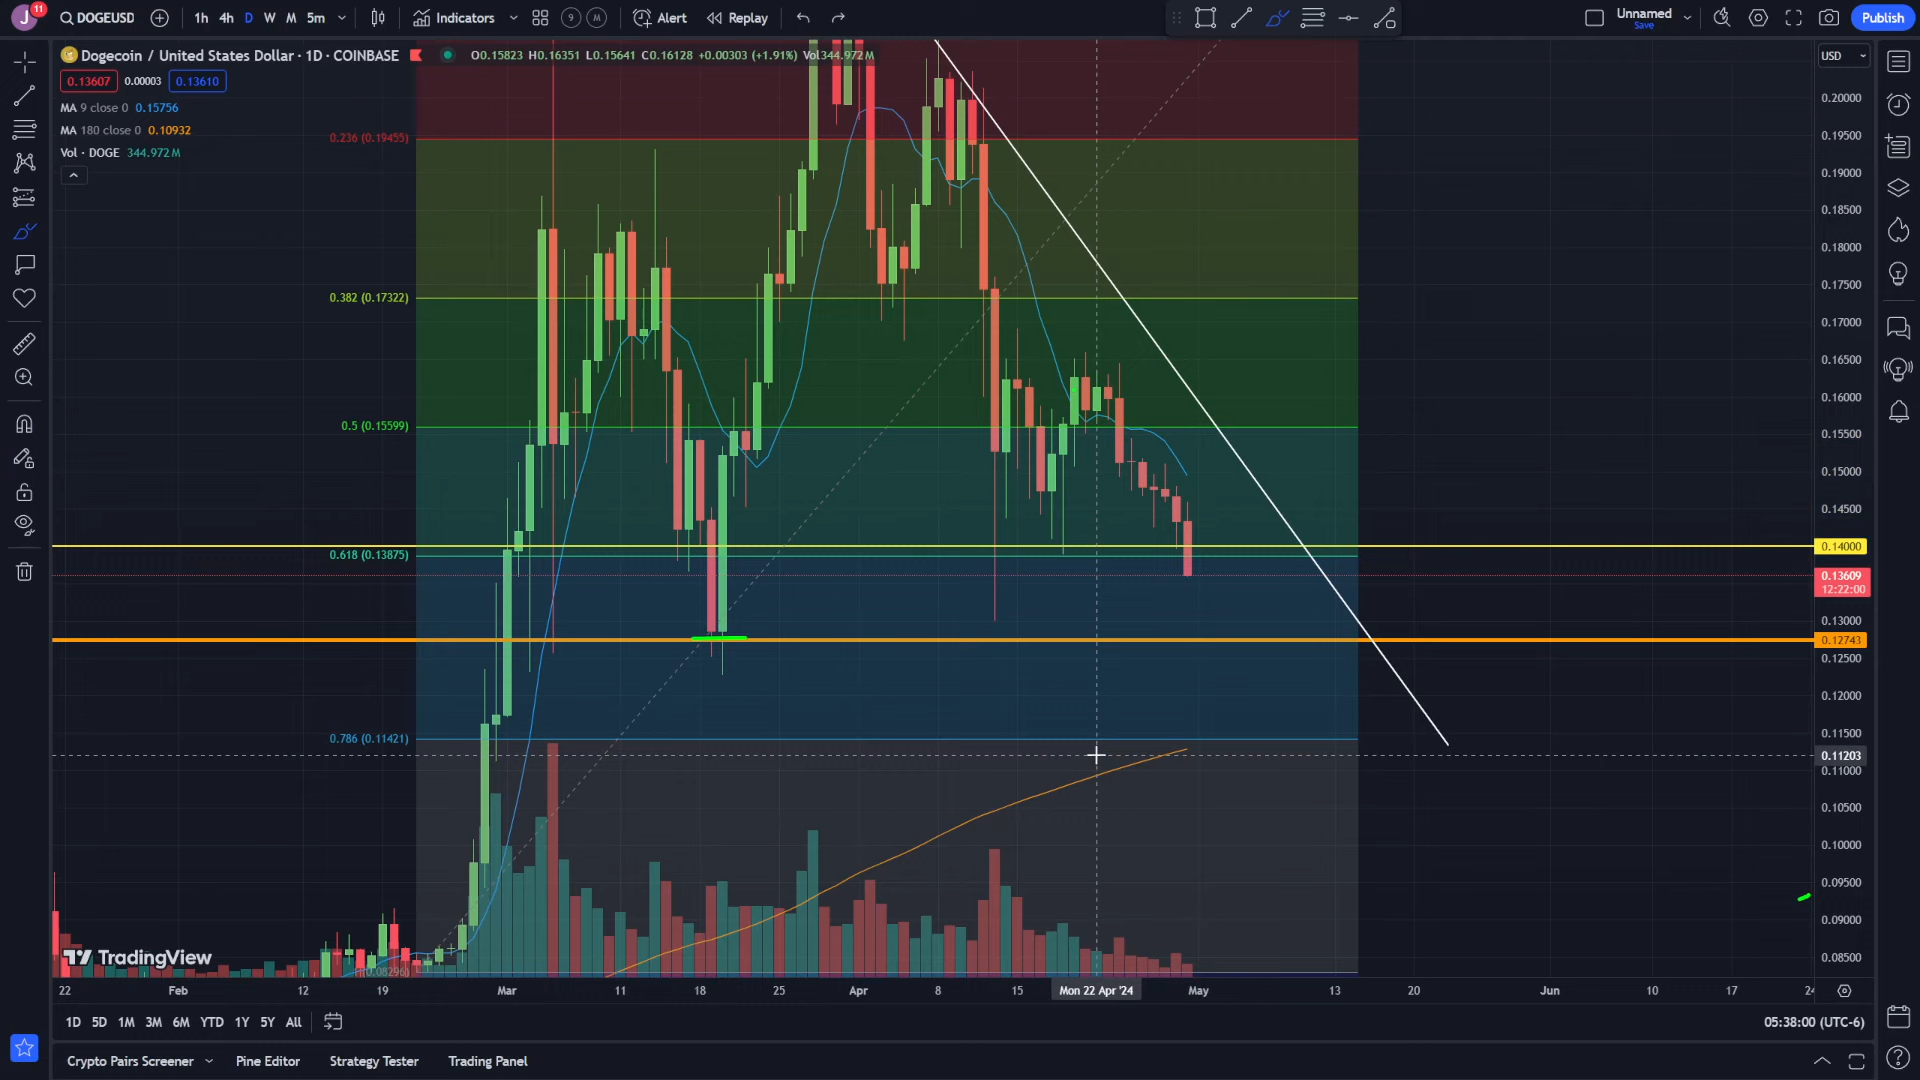 J 11 DOGEUSD 1h 4h D W M 5m Indicators 9 M Alert Replay Unnamed Save Publish
Dogecoin / United States Dollar · 1D · COINBASE O0.15823 H0.16351 L0.15641 C0.16128 +0.00303 (+1.91%) Vol344.972M
USD
0.13607 0.00003 0.13610
MA 9 close 0 0.15756
MA 180 close 0 0.10932
Vol · DOGE 344.972M
0.236 (0.19455)
0.382 (0.17322)
0.5 (0.15599)
0.618 (0.13875)
0.786 (0.11421)
0.20000
0.19500
0.19000
0.18500
0.18000
0.17500
0.17000
0.16500
0.16000
0.15500
0.15000
0.14500
0.14000
0.13609
12:22:00
0.13000
0.12743
0.12500
0.12000
0.11500
0.11203
0.11000
0.10500
0.10000
0.09500
0.09000
0.08500
TradingView
22 Feb 12 19 Mar 11 18 25 Apr 8 15 Mon 22 Apr '24 May 13 20 Jun 10 17 24
1D 5D 1M 3M 6M YTD 1Y 5Y All 05:38:00 (UTC-6)
Crypto Pairs Screener Pine Editor Strategy Tester Trading Panel